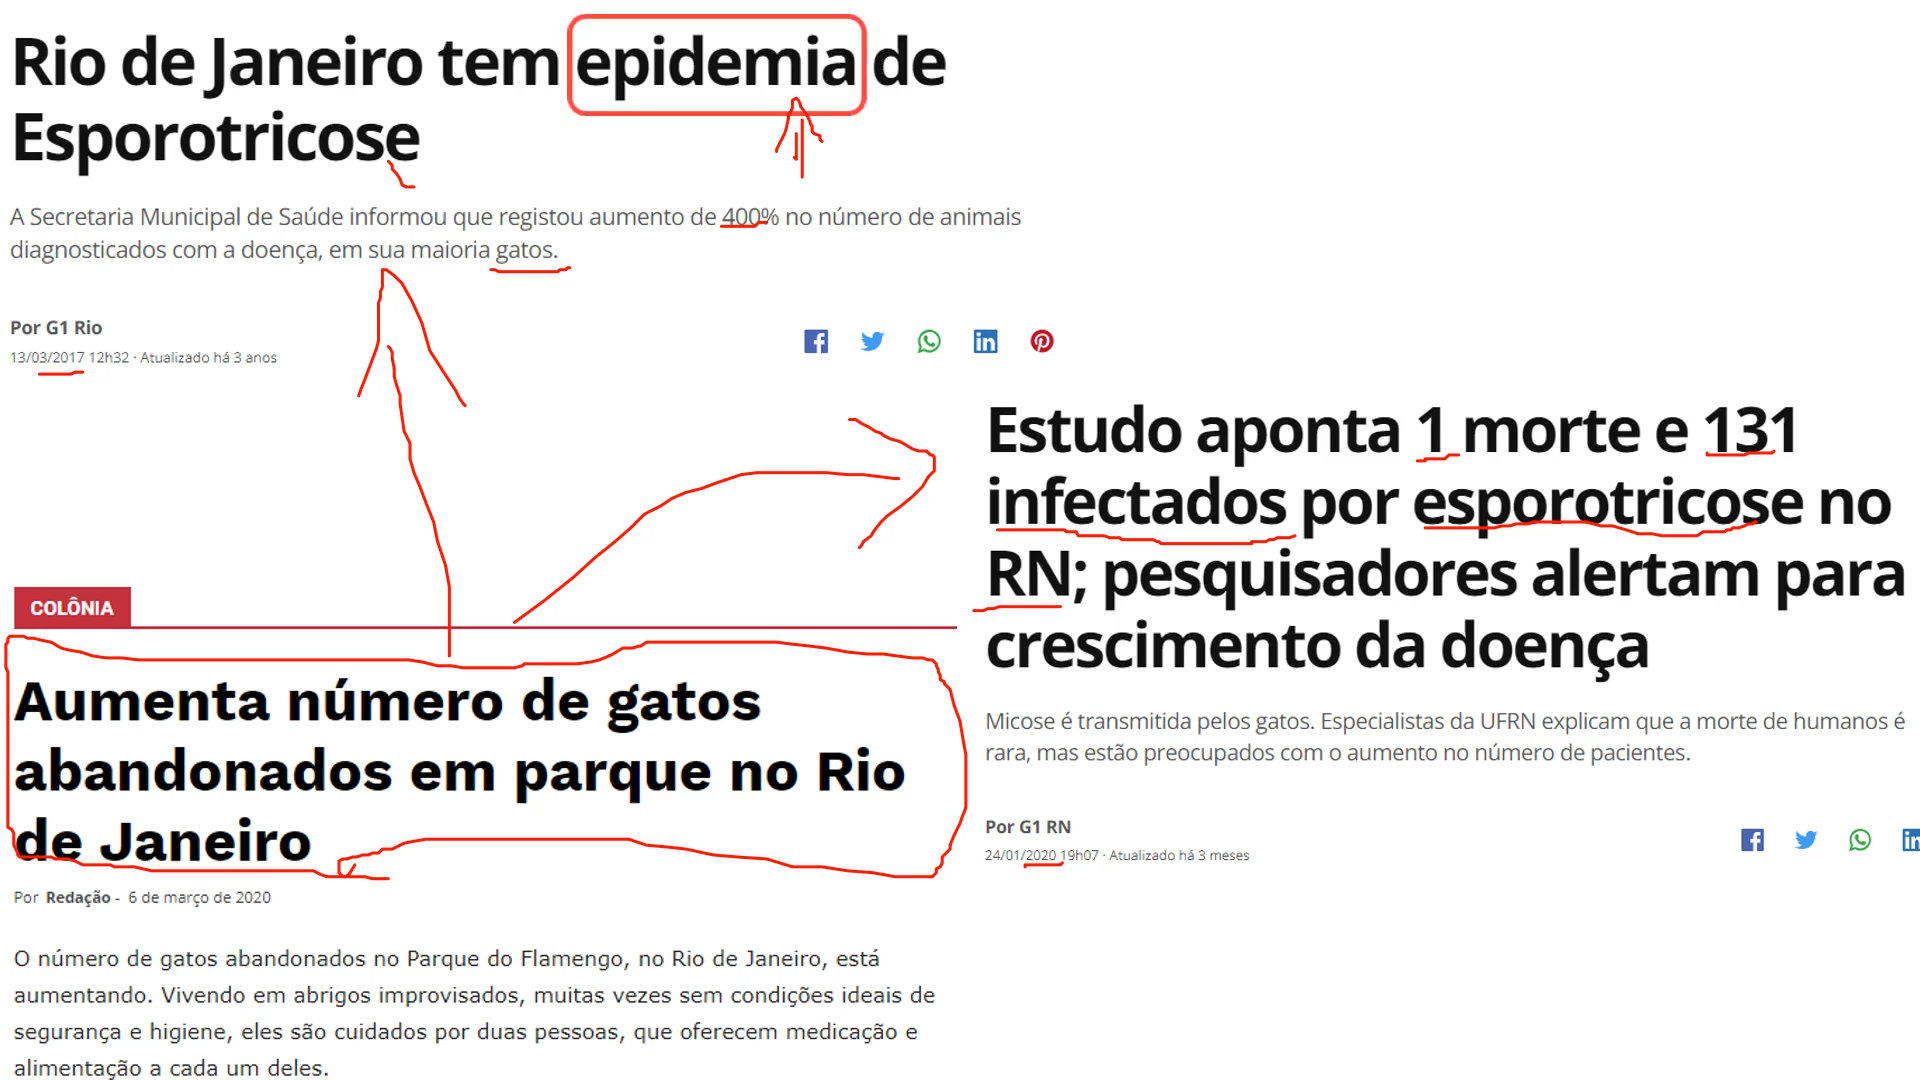 Rio de Janeiro tem epidemia de
Esporotricose
A Secretaria Municipal de Saúde informou que registou aumento de 400% no número de animais
diagnosticados com a doença, em sua maioria gatos.
Por G1 Rio
13/03/2017 12h32 · Atualizado há 3 anos
COLÔNIA
Aumenta número de gatos
abandonados em parque no Rio
de Janeiro
Por Redação - 6 de março de 2020
O número de gatos abandonados no Parque do Flamengo, no Rio de Janeiro, está
aumentando. Vivendo em abrigos improvisados, muitas vezes sem condições ideais de
segurança e higiene, eles são cuidados por duas pessoas, que oferecem medicação e
alimentação a cada um deles.
Estudo aponta 1 morte e 131
infectados por esporotricose no
RN; pesquisadores alertam para
crescimento da doença
Micose é transmitida pelos gatos. Especialistas da UFRN explicam que a morte de humanos é
rara, mas estão preocupados com o aumento no número de pacientes.
Por G1 RN
24/01/2020 19h07 · Atualizado há 3 meses